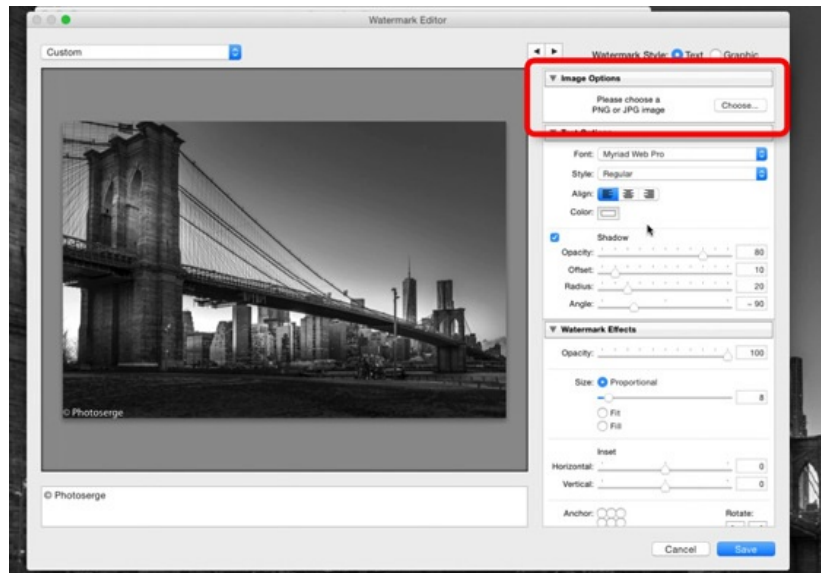 Watermark Editor
Custom
Watermark Style: Text Graphic
Image Options
Please choose a
PNG or JPG image
Choose...
Text Options
Font: Myriad Web Pro
Style: Regular
Align:
Color:
Shadow
Opacity: 80
Offset: 10
Radius: 20
Angle: - 90
Watermark Effects
Opacity: 100
Size: Proportional
8
Fit
Fill
Inset
Horizontal: 0
Vertical: 0
© Photoserge
© Photoserge
Anchor: Rotate:
Cancel Save